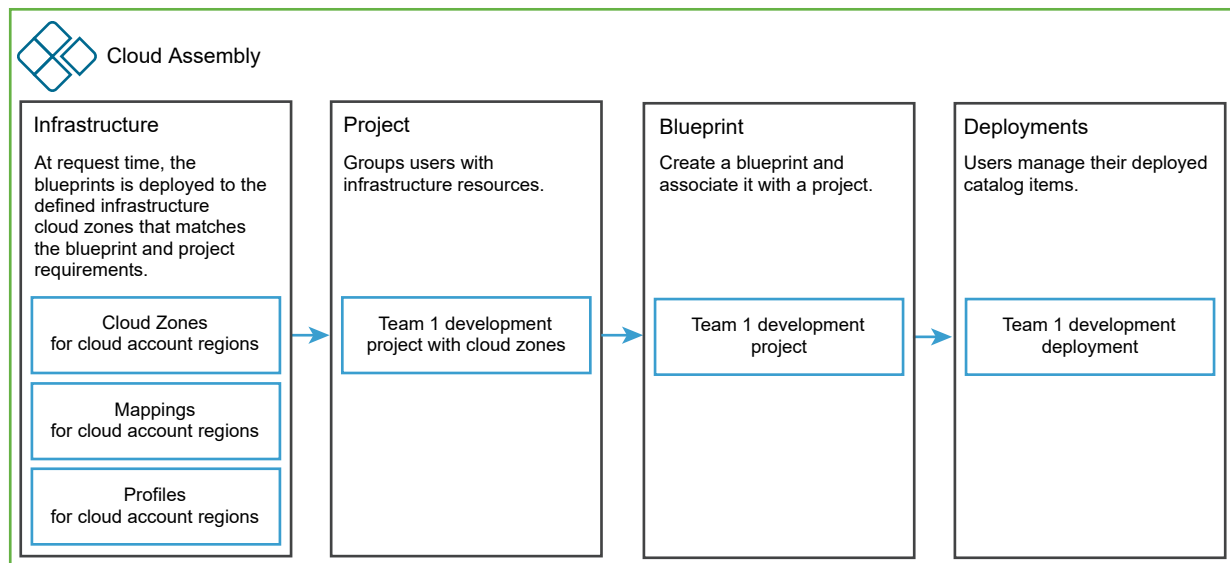 Cloud Assembly
Infrastructure
At request time, the
blueprints is deployed to the
defined infrastructure
cloud zones that matches
the blueprint and project
requirements.
Cloud Zones
for cloud account regions
Mappings
for cloud account regions
Profiles
for cloud account regions
Project
Groups users with
infrastructure resources.
Team 1 development
project with cloud zones
Blueprint
Create a blueprint and
associate it with a project.
Team 1 development
project
Deployments
Users manage their deployed
catalog items.
Team 1 development
deployment